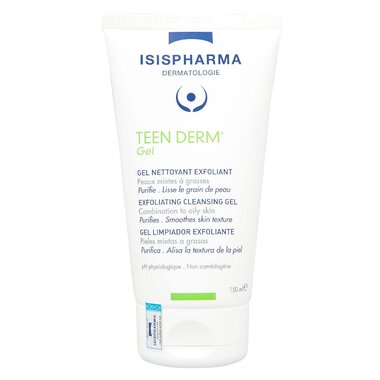 ISISPHARMA
DERMATOLOGIE
TEEN DERM®
Gel
GEL NETTOYANT EXFOLIANT
Peaux mixtes à grasses
Purifie . Lisse le grain de peau
EXFOLIATING CLEANSING GEL
Combination to oily skin
Purifies . Smoothes skin texture
GEL LIMPIADOR EXFOLIANTE
Pieles mixtas a grasas
Purifica . Alisa la textura de la piel
pH physiologique . Non comédogène
150 ml ℮
ISISPHARMA